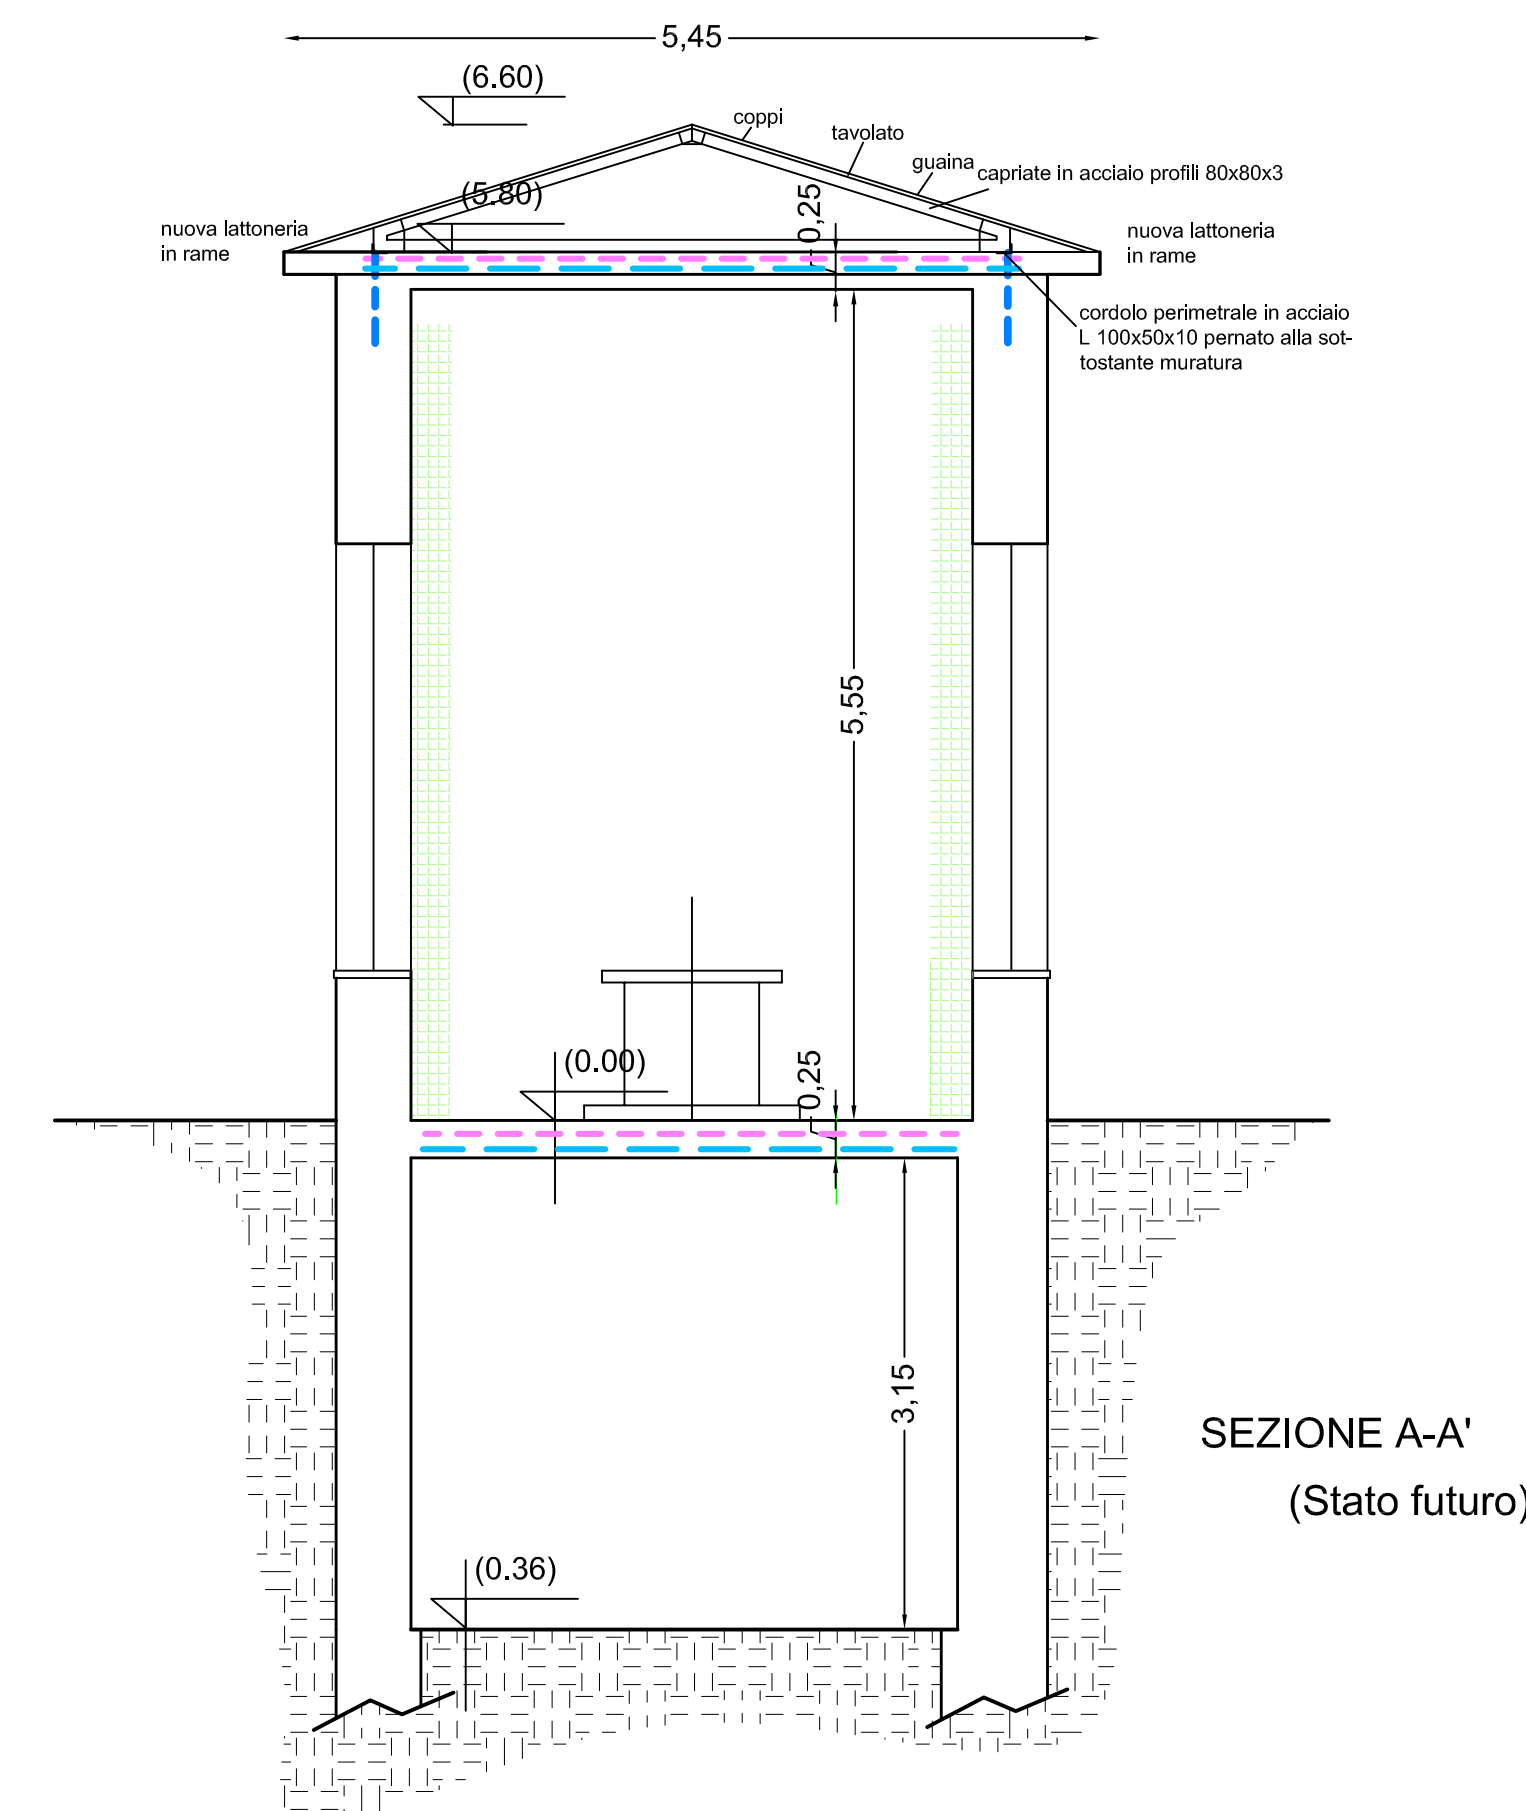 5,45
(6.60)
coppi
tavolato
guaina
capriate in acciaio profili 80x80x3
(5.80)
0,25
nuova lattoneria
in rame
nuova lattoneria
in rame
cordolo perimetrale in acciaio
L 100x50x10 pernato alla sot-
tostante muratura
5,55
(0.00)
0,25
3,15
SEZIONE A-A'
(Stato futuro)
(0.36)